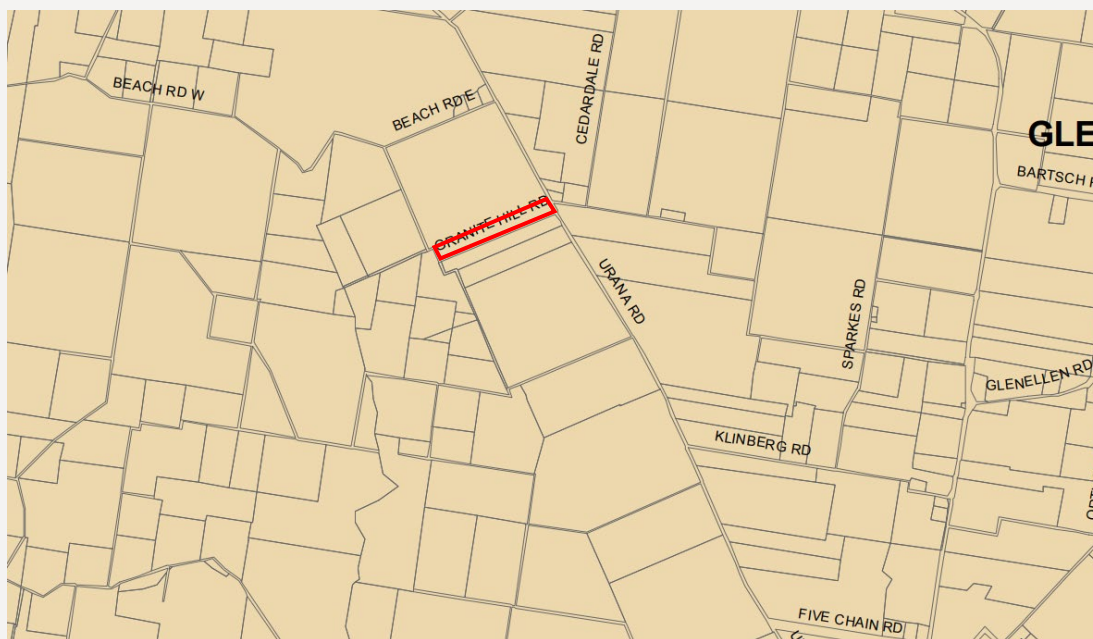 BEACH RD W
BEACH RD E
CEDARDALE RD
GLE
BARTSCH R
GRANITE HILL RD
URANA RD
SPARKES RD
GLENELLEN RD
KLINBERG RD
FIVE CHAIN RD